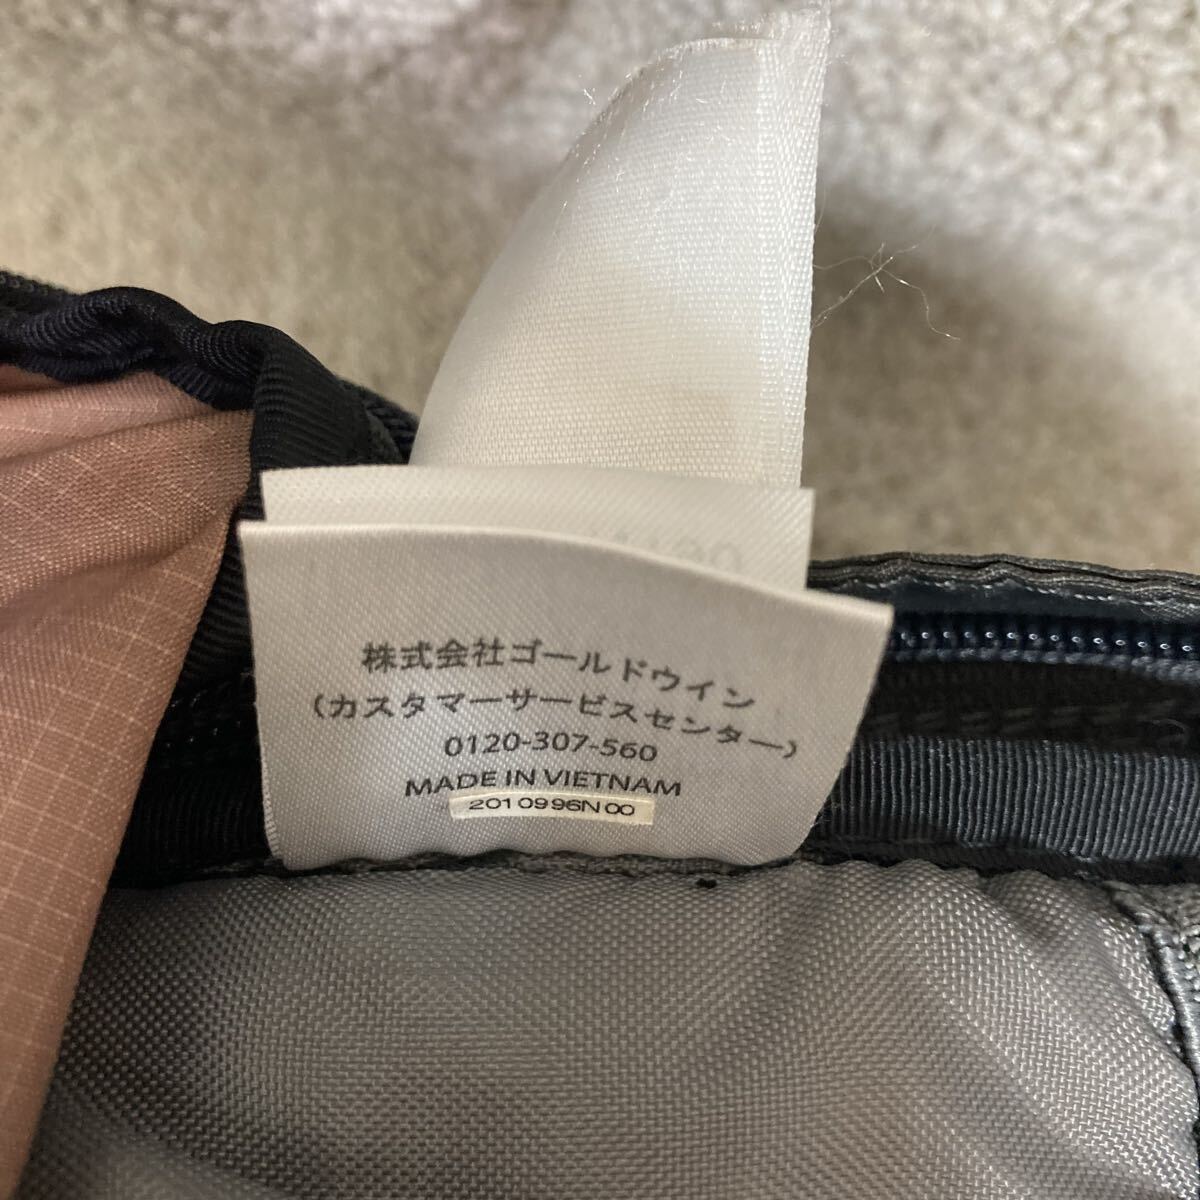 株式会社ゴールドウイン
(カスタマーサービスセンター)
0120-307-560
MADE IN VIETNAM
2010996N00